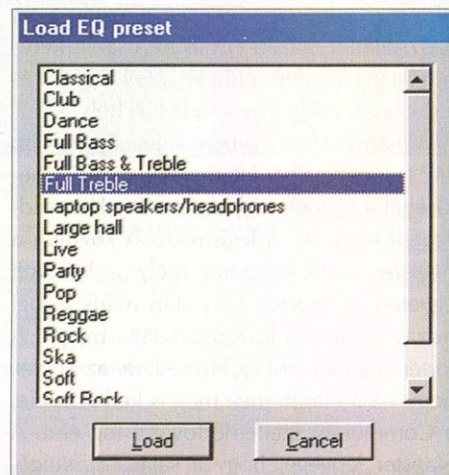 Load EQ preset
Classical
Club
Dance
Full Bass
Full Bass & Treble
Full Treble
Laptop speakers/headphones
Large hall
Live
Party
Pop
Reggae
Rock
Ska
Soft
Soft Rock
Load
Cancel